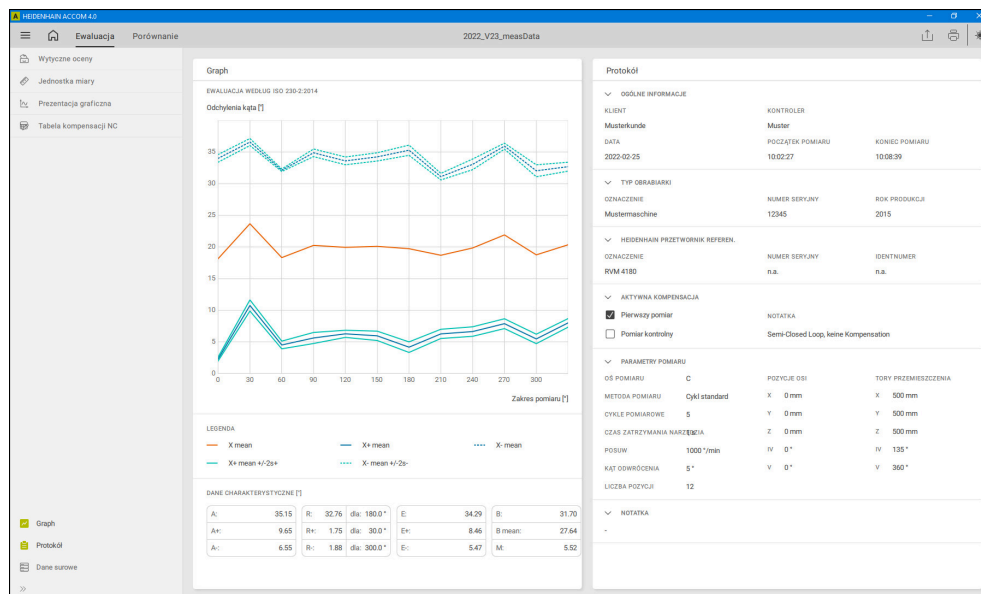 HEIDENHAIN ACCOM 4.0
Ewaluacja Porównanie 2022_V23_measData
Wytyczne oceny
Jednostka miary
Prezentacja graficzna
Tabela kompensacji NC
Graph
EWALUACJA WEDŁUG ISO 230-2:2014
Odchylenia kąta [°]
35
30
25
20
15
10
5
0
0 30 60 90 120 150 180 210 240 270 300
Zakres pomiaru [°]
LEGENDA
X mean X+ mean X- mean
X+ mean +/-2s+ X- mean +/-2s-
DANE CHARAKTERYSTYCZNE [°]
A: 35.15 R: 32.76 dla: 180.0 ° E: 34.29 B: 31.70
A+: 9.65 R+: 1.75 dla: 30.0 ° E+: 8.46 B mean: 27.64
A-: 6.55 R-: 1.88 dla: 300.0 ° E-: 5.47 M: 5.52
Protokół
OGÓLNE INFORMACJE
KLIENT KONTROLER
Musterkunde Muster
DATA POCZĄTEK POMIARU KONIEC POMIARU
2022-02-25 10:02:27 10:08:39
TYP OBRABIARKI
OZNACZENIE NUMER SERYJNY ROK PRODUKCJI
Mustermaschine 12345 2015
HEIDENHAIN PRZETWORNIK REFEREN.
OZNACZENIE NUMER SERYJNY IDENTNUMER
RVM 4180 n.a. n.a.
AKTYWNA KOMPENSACJA
Pierwszy pomiar NOTATKA
Pomiar kontrolny Semi-Closed Loop, keine Kompensation
PARAMETRY POMIARU
OŚ POMIARU C POZYCJE OSI TORY PRZEMIESZCZENIA
METODA POMIARU Cykl standard X 0 mm X 500 mm
CYKLE POMIAROWE 5 Y 0 mm Y 500 mm
CZAS ZATRZYMANIA NARZĘDZIA Z 0 mm Z 500 mm
POSUW 1000 °/min IV 0 ° IV 135 °
KĄT ODWRÓCENIA 5 ° V 0 ° V 360 °
LICZBA POZYCJI 12
NOTATKA
-
Graph
Protokół
Dane surowe